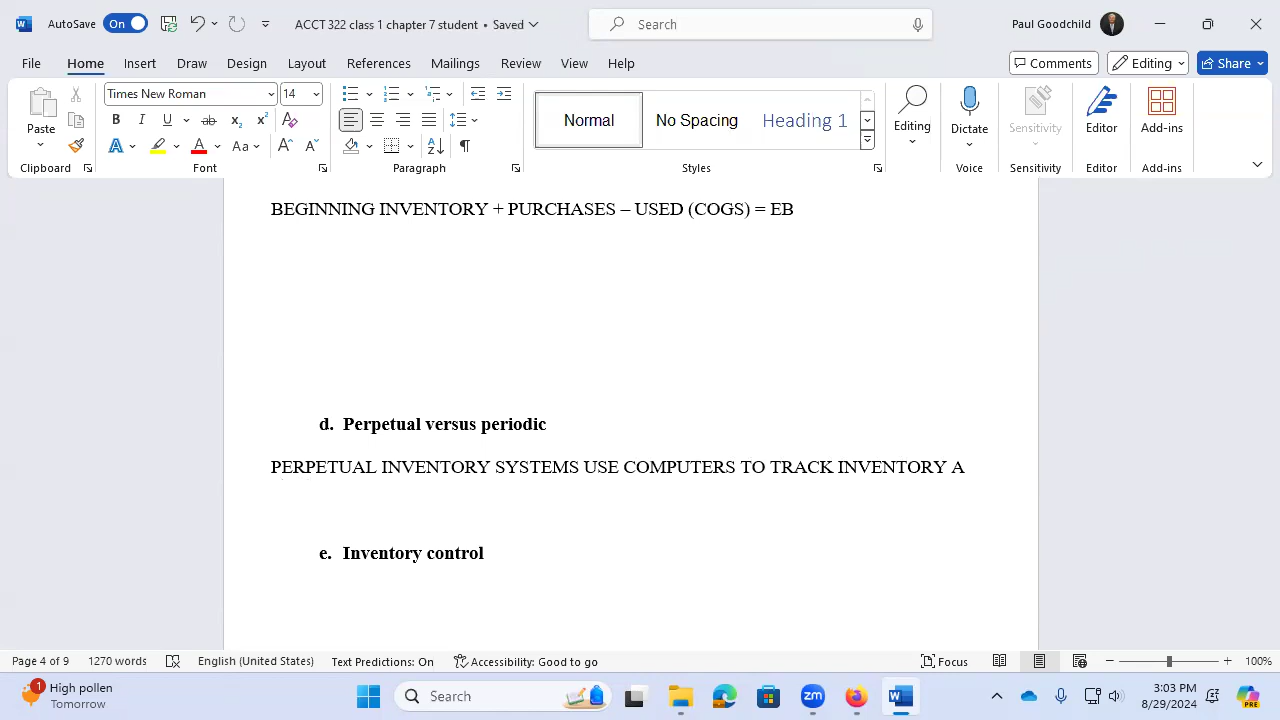 AutoSave On ACCT 322 class 1 chapter 7 student • Saved Search Paul Goodchild
File Home Insert Draw Design Layout References Mailings Review View Help Comments Editing Share
Times New Roman 14
Paste
Normal No Spacing Heading 1
Editing Dictate Sensitivity Editor Add-ins
Clipboard Font Paragraph Styles Voice Sensitivity Editor Add-ins
BEGINNING INVENTORY + PURCHASES – USED (COGS) = EB
d. Perpetual versus periodic
PERPETUAL INVENTORY SYSTEMS USE COMPUTERS TO TRACK INVENTORY A
e. Inventory control
Page 4 of 9 1270 words English (United States) Text Predictions: On Accessibility: Good to go Focus 100%
1 High pollen
Tomorrow
Search
zm
3:03 PM
8/29/2024
PRE